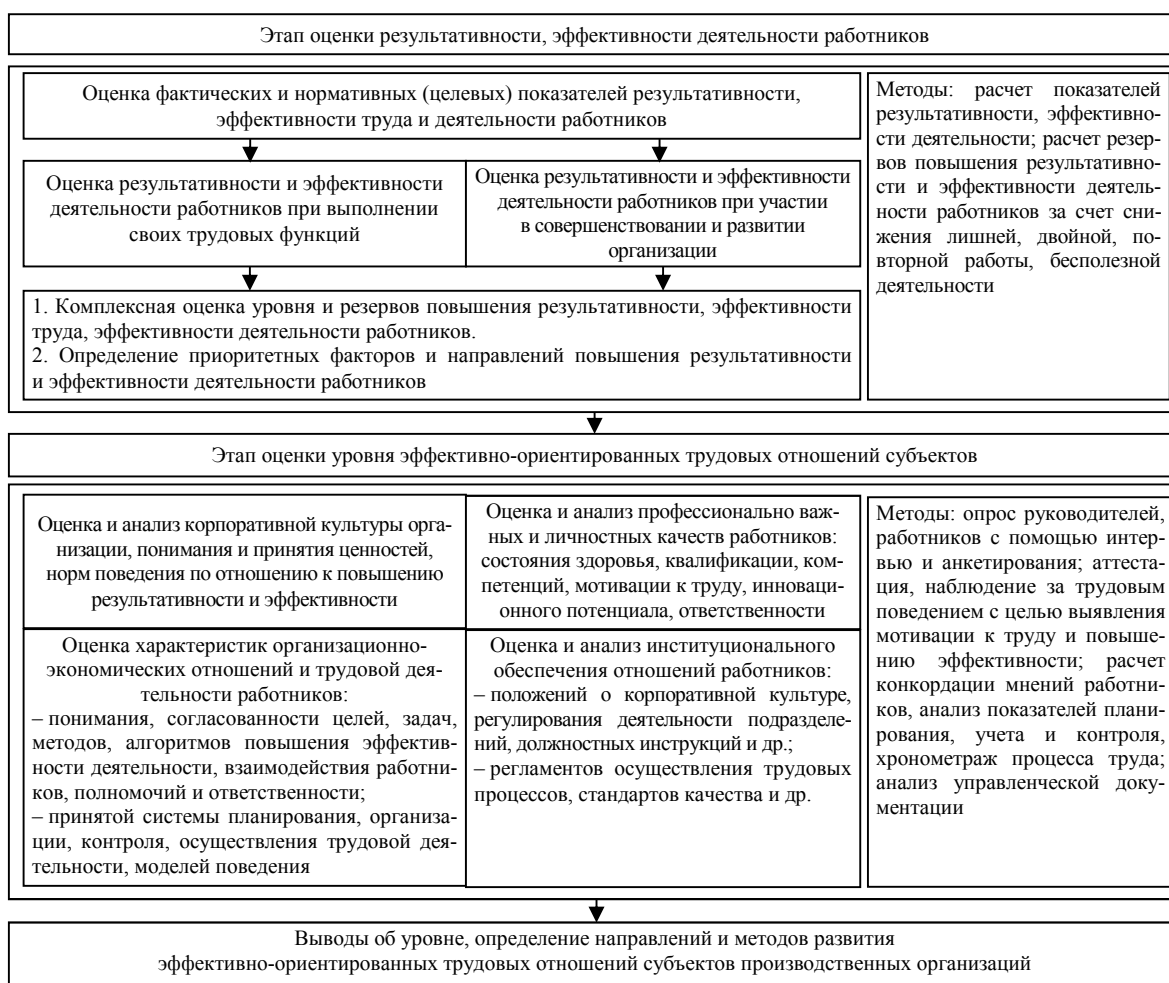 Этап оценки результативности, эффективности деятельности работников
Оценка фактических и нормативных (целевых) показателей результативности,
эффективности труда и деятельности работников
Оценка результативности и эффективности
деятельности работников при выполнении
своих трудовых функций
Оценка результативности и эффективности
деятельности работников при участии
в совершенствовании и развитии
организации
1. Комплексная оценка уровня и резервов повышения результативности, эффективности
труда, эффективности деятельности работников.
2. Определение приоритетных факторов и направлений повышения результативности
и эффективности деятельности работников
Методы: расчет показателей
результативности, эффективно-
сти деятельности; расчет резер-
вов повышения результативно-
сти и эффективности деятель-
ности работников за счет сни-
жения лишней, двойной, по-
вторной работы, бесполезной
деятельности
Этап оценки уровня эффективно-ориентированных трудовых отношений субъектов
Оценка и анализ корпоративной культуры орга-
низации, понимания и принятия ценностей,
норм поведения по отношению к повышению
результативности и эффективности
Оценка и анализ профессионально важ-
ных и личностных качеств работников:
состояния здоровья, квалификации, ком-
петенций, мотивации к труду, инноваци-
онного потенциала, ответственности
Оценка характеристик организационно-
экономических отношений и трудовой дея-
тельности работников:
– понимания, согласованности целей, задач,
методов, алгоритмов повышения эффектив-
ности деятельности, взаимодействия работни-
ков, полномочий и ответственности;
– принятой системы планирования, организа-
ции, контроля, осуществления трудовой дея-
тельности, моделей поведения
Оценка и анализ институционального
обеспечения отношений работников:
– положений о корпоративной культуре,
регулирования деятельности подразделе-
ний, должностных инструкций и др.;
– регламентов осуществления трудовых
процессов, стандартов качества и др.
Методы: опрос руководителей,
работников с помощью интер-
вью и анкетирования; аттеста-
ция, наблюдение за трудовым
поведением с целью выявления
мотивации к труду и повыше-
нию эффективности; расчет
конкордации мнений работни-
ков, анализ показателей плани-
рования, учета и контроля,
хронометраж процесса труда;
анализ управленческой доку-
ментации
Выводы об уровне, определение направлений и методов развития
эффективно-ориентированных трудовых отношений субъектов производственных организаций